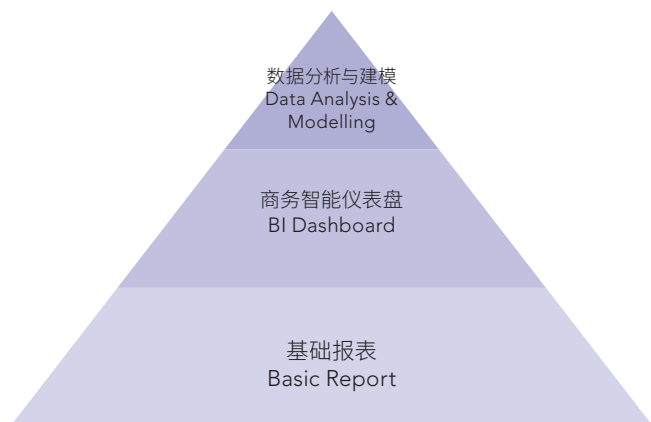 数据分析与建模
Data Analysis &
Modelling
商务智能仪表盘
BI Dashboard
基础报表
Basic Report